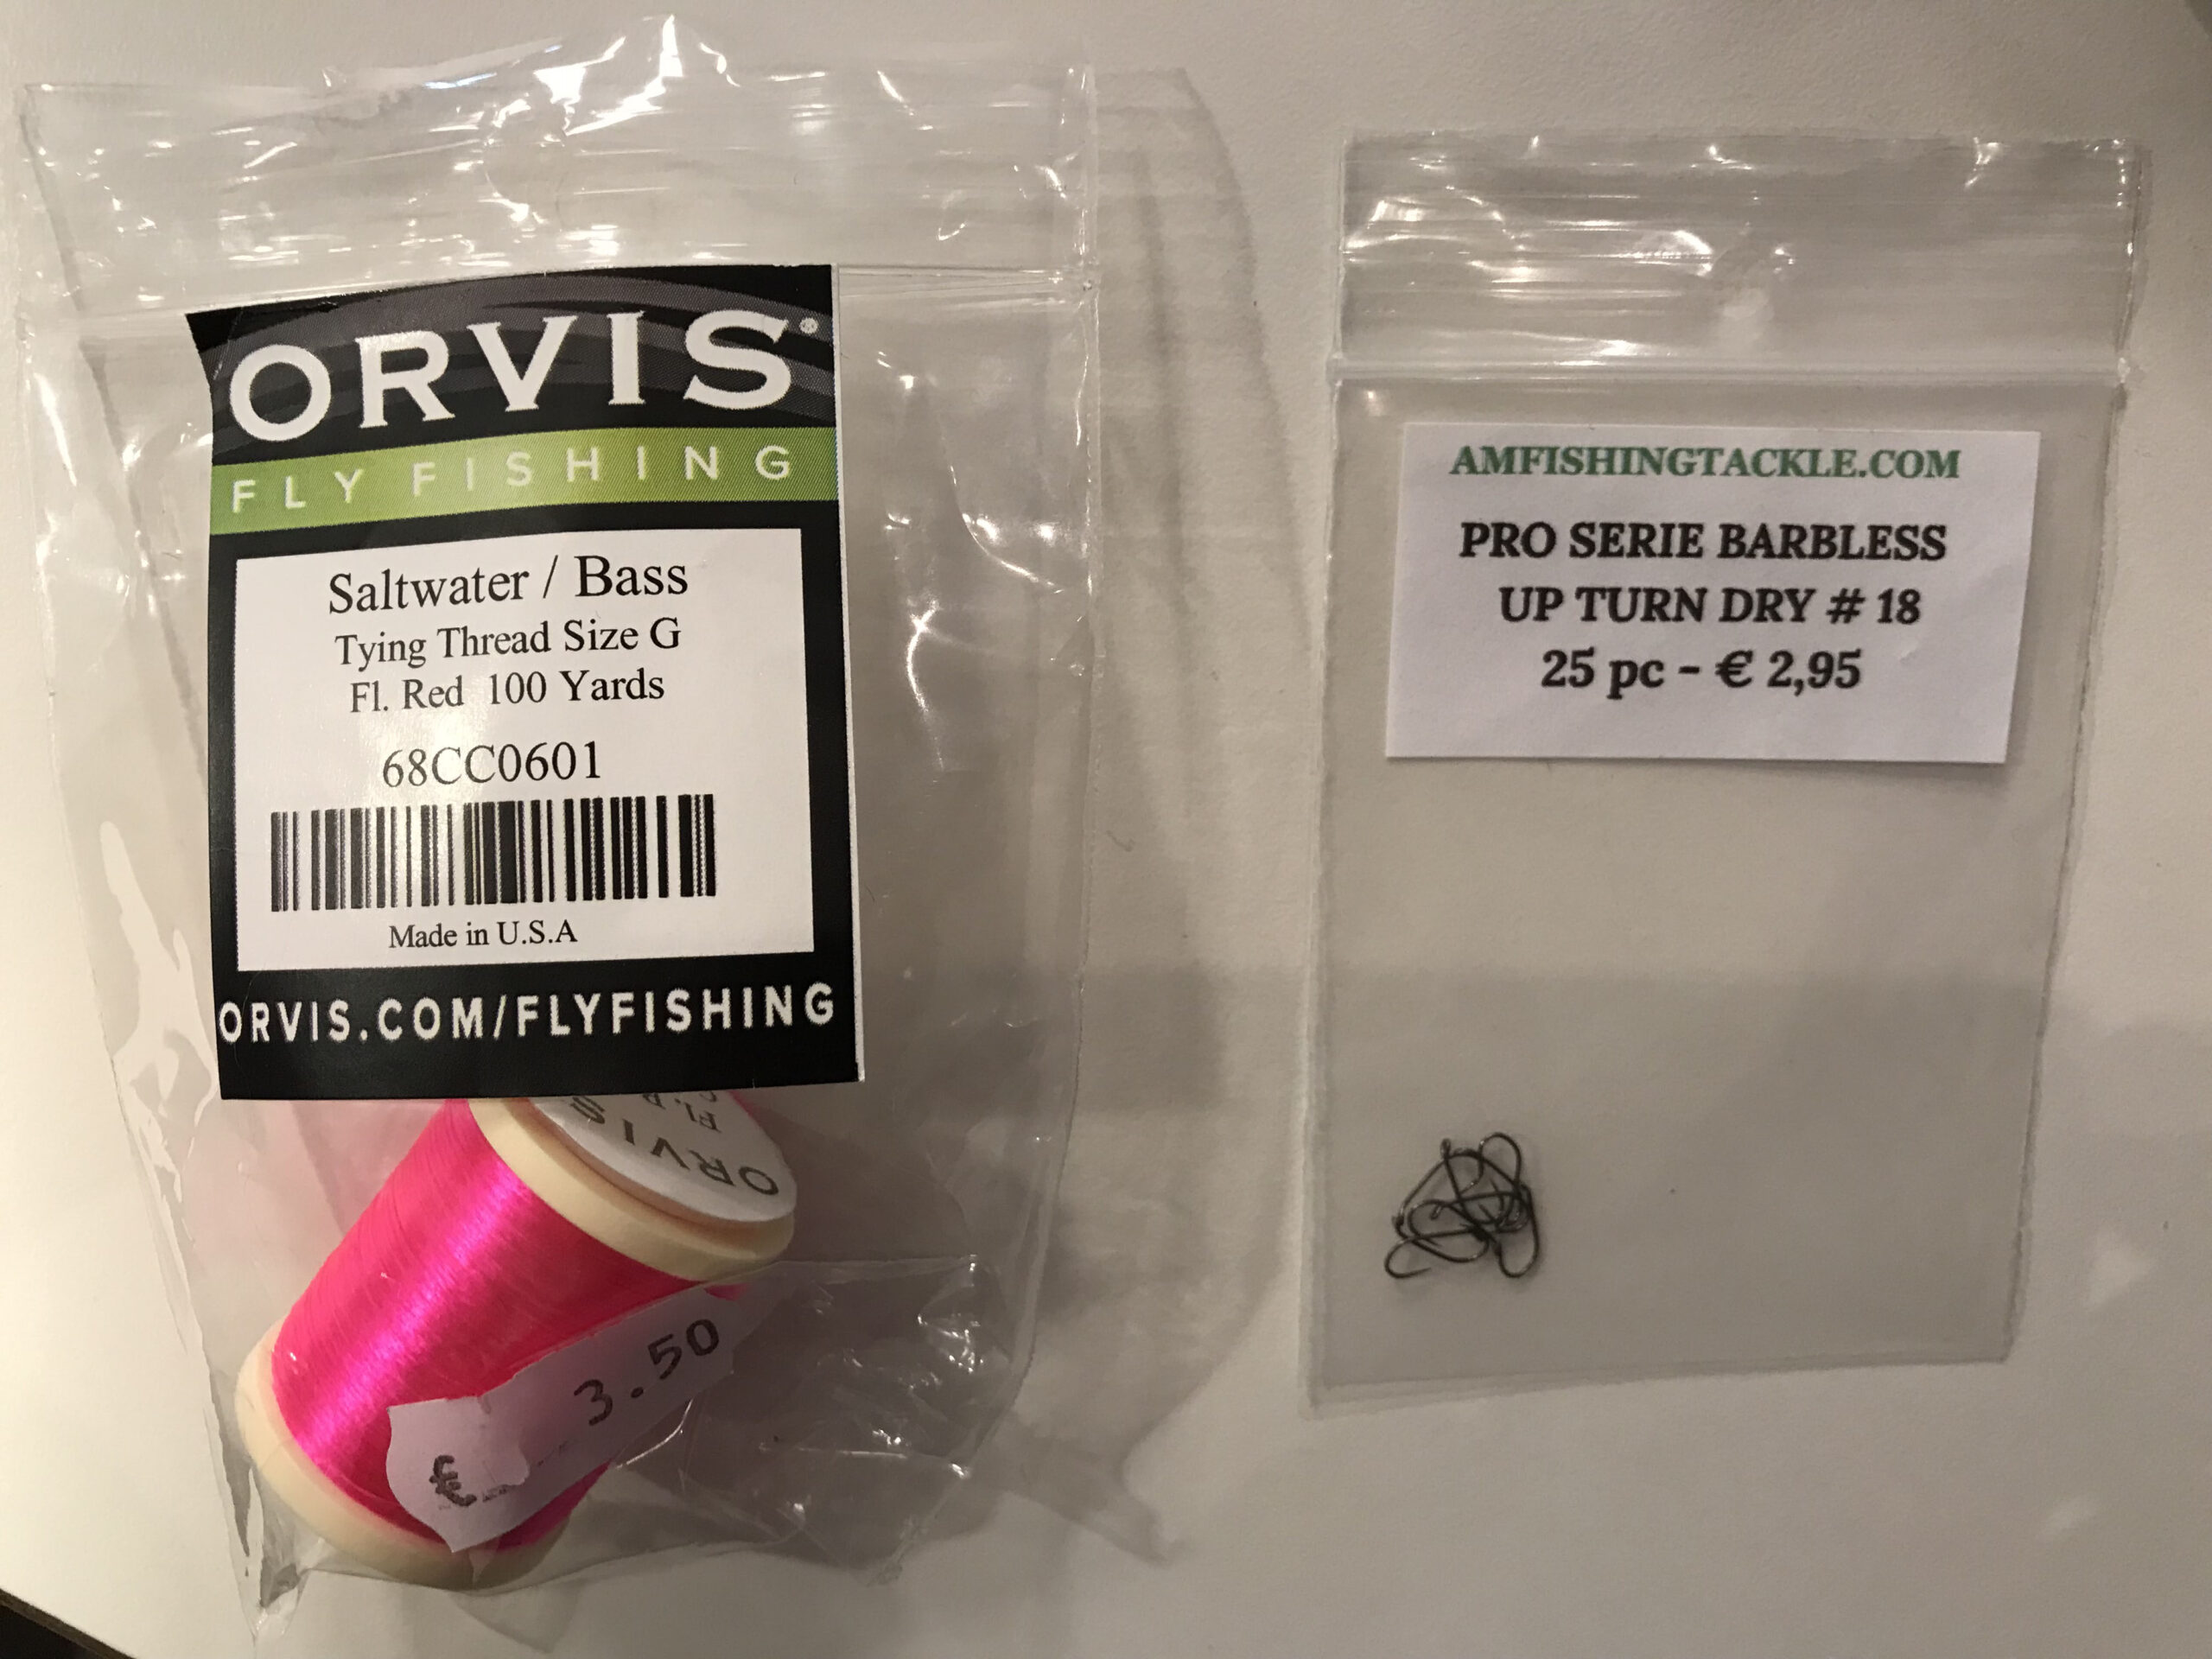 ORVIS®
FLY FISHING
Saltwater / Bass
Tying Thread Size G
Fl. Red 100 Yards
68CC0601
Made in U.S.A
ORVIS.COM/FLYFISHING
ORVIS
€ 3.50
AMFISHINGTACKLE.COM
PRO SERIE BARBLESS
UP TURN DRY # 18
25 pc - € 2,95